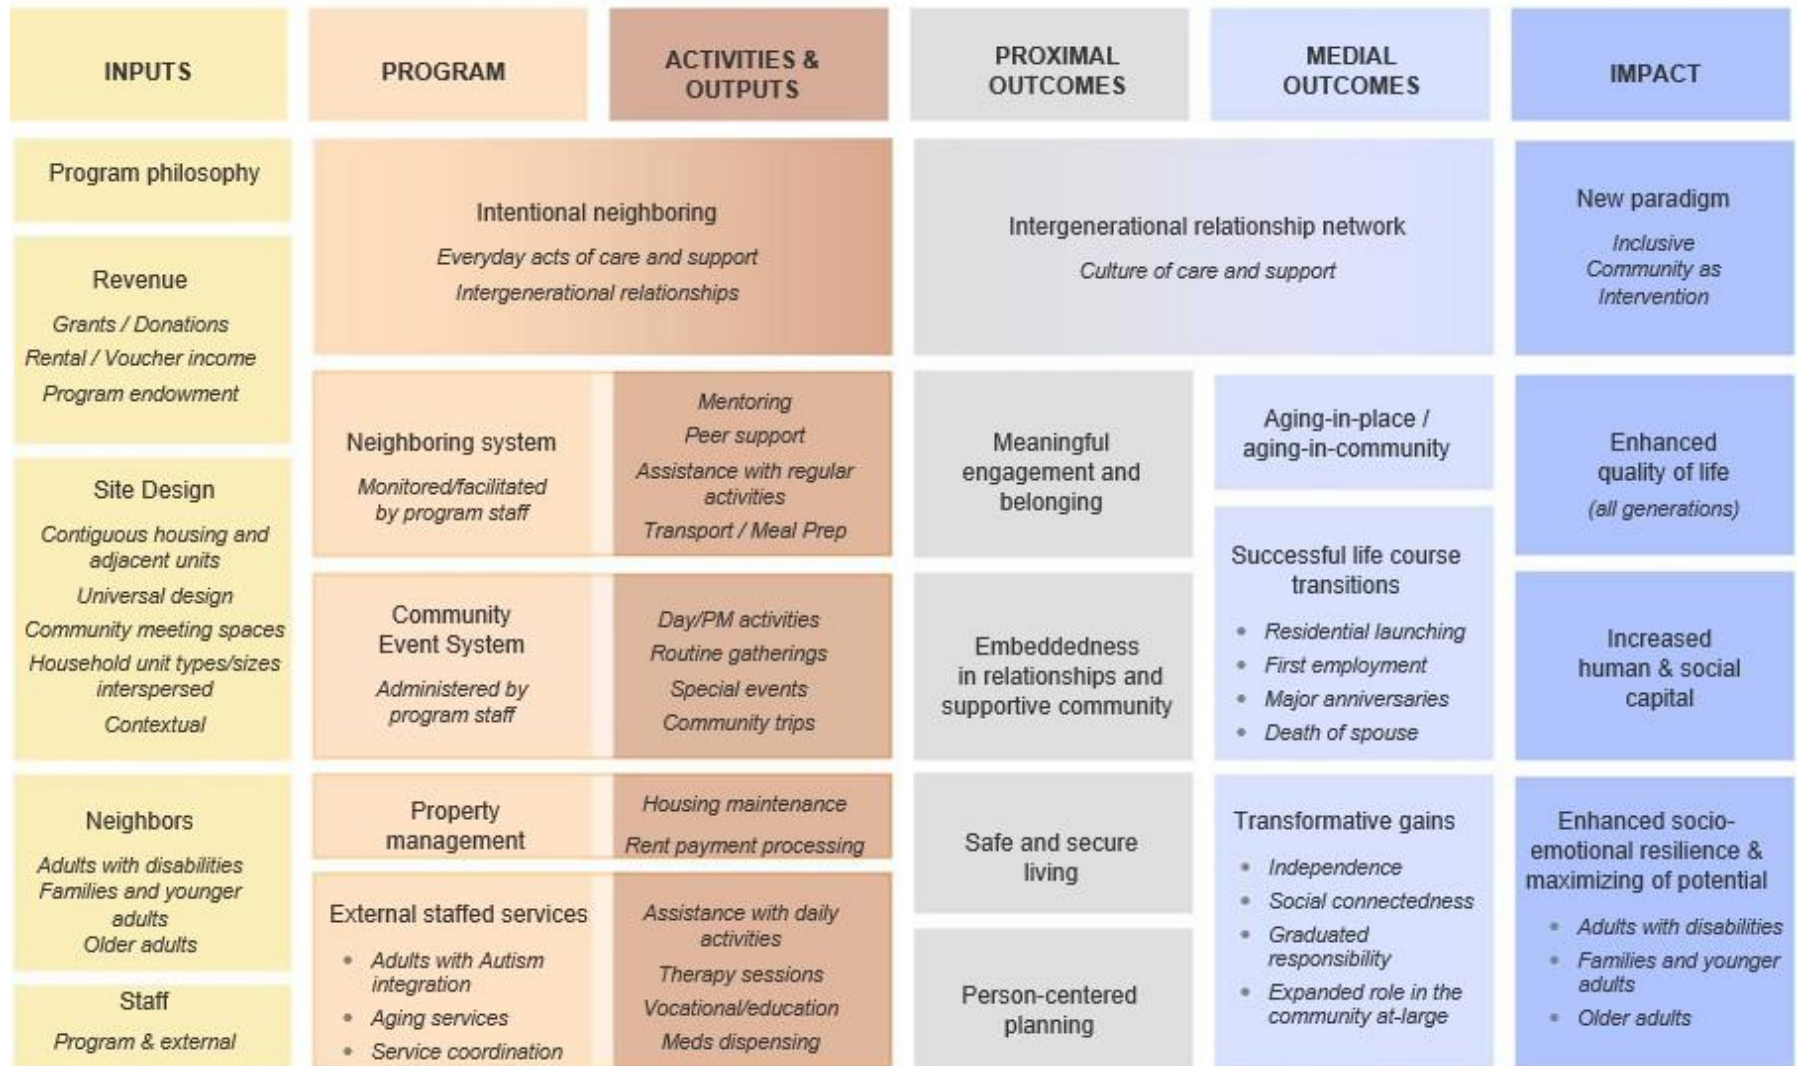 INPUTS
PROGRAM
ACTIVITIES &
OUTPUTS
PROXIMAL
OUTCOMES
MEDIAL
OUTCOMES
IMPACT
Program philosophy
Revenue
Grants / Donations
Rental / Voucher income
Program endowment
Site Design
Contiguous housing and
adjacent units
Universal design
Community meeting spaces
Household unit types/sizes
interspersed
Contextual
Neighbors
Adults with disabilities
Families and younger
adults
Older adults
Staff
Program & external
Intentional neighboring
Everyday acts of care and support
Intergenerational relationships
Neighboring system
Monitored/facilitated
by program staff
Mentoring
Peer support
Assistance with regular
activities
Transport / Meal Prep
Community
Event System
Administered by
program staff
Day/PM activities
Routine gatherings
Special events
Community trips
Property
management
Housing maintenance
Rent payment processing
External staffed services
• Adults with Autism
integration
• Aging services
• Service coordination
Assistance with daily
activities
Therapy sessions
Vocational/education
Meds dispensing
Intergenerational relationship network
Culture of care and support
Meaningful
engagement and
belonging
Embeddedness
in relationships and
supportive community
Safe and secure
living
Person-centered
planning
Aging-in-place /
aging-in-community
Successful life course
transitions
• Residential launching
• First employment
• Major anniversaries
• Death of spouse
Transformative gains
• Independence
• Social connectedness
• Graduated
responsibility
• Expanded role in the
community at-large
New paradigm
Inclusive
Community as
Intervention
Enhanced
quality of life
(all generations)
Increased
human & social
capital
Enhanced socio-
emotional resilience &
maximizing of potential
• Adults with disabilities
• Families and younger
adults
• Older adults